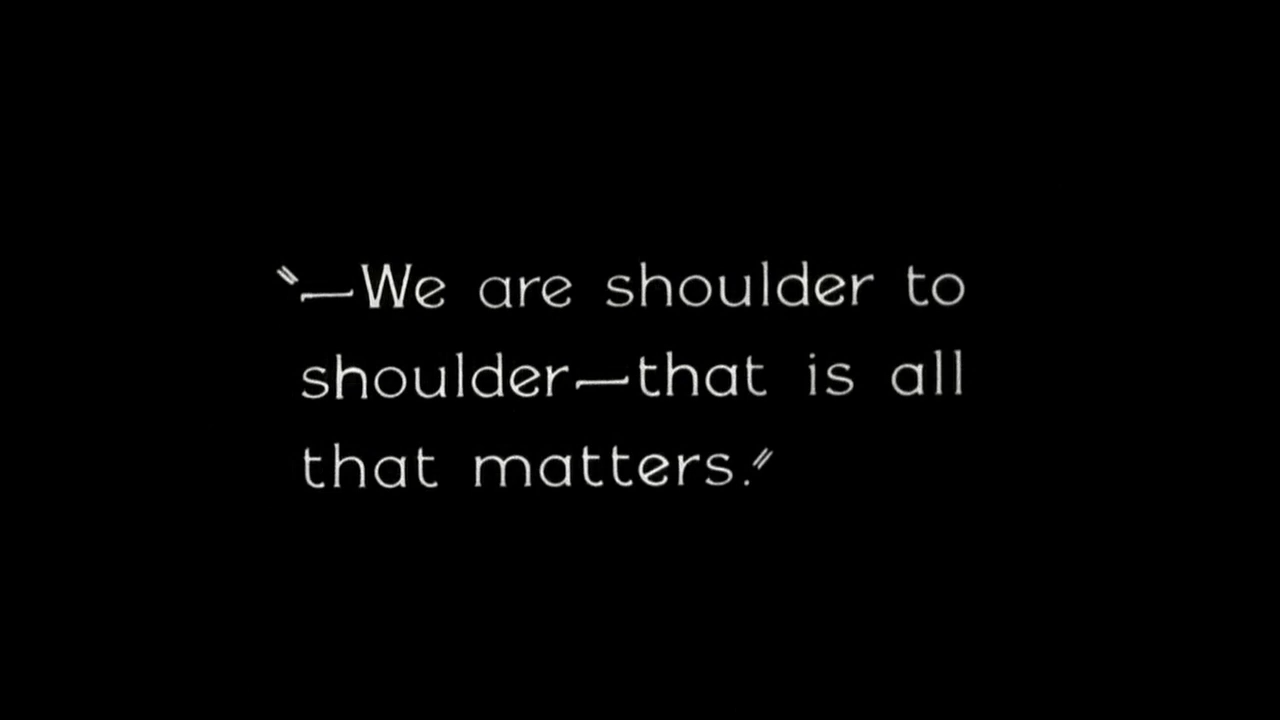 "—We are shoulder to
shoulder—that is all
that matters."